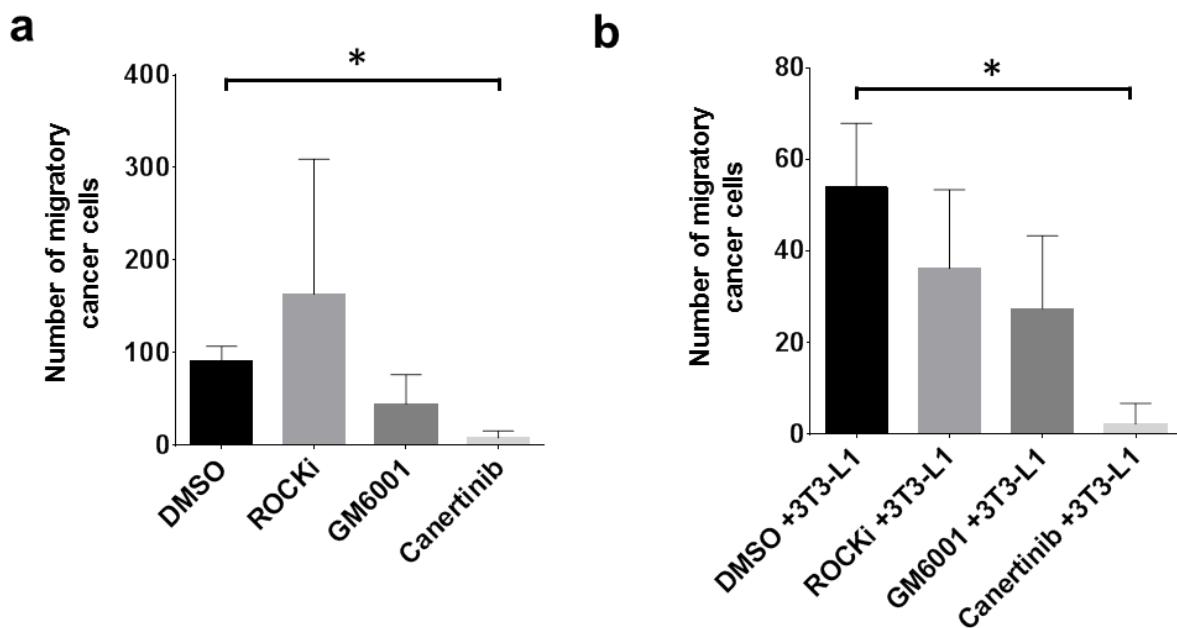 a
*
400
300
200
100
0
Number of migratory
cancer cells
DMSO
ROCKi
GM6001
Canertinib
b
*
80
60
40
20
0
Number of migratory
cancer cells
DMSO +3T3-L1
ROCKi +3T3-L1
GM6001 +3T3-L1
Canertinib +3T3-L1